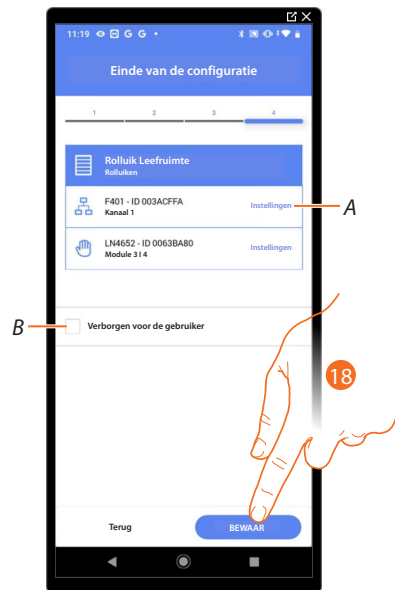 11:19 G G
Einde van de configuratie
1 2 3 4
Rolluik Leefruimte
Rolluiken
F401 - ID 003ACFFA
Kanaal 1
Instellingen
A
LN4652 - ID 0063BA80
Module 3I 4
Instellingen
B
Verborgen voor de gebruiker
18
Terug
BEWAAR